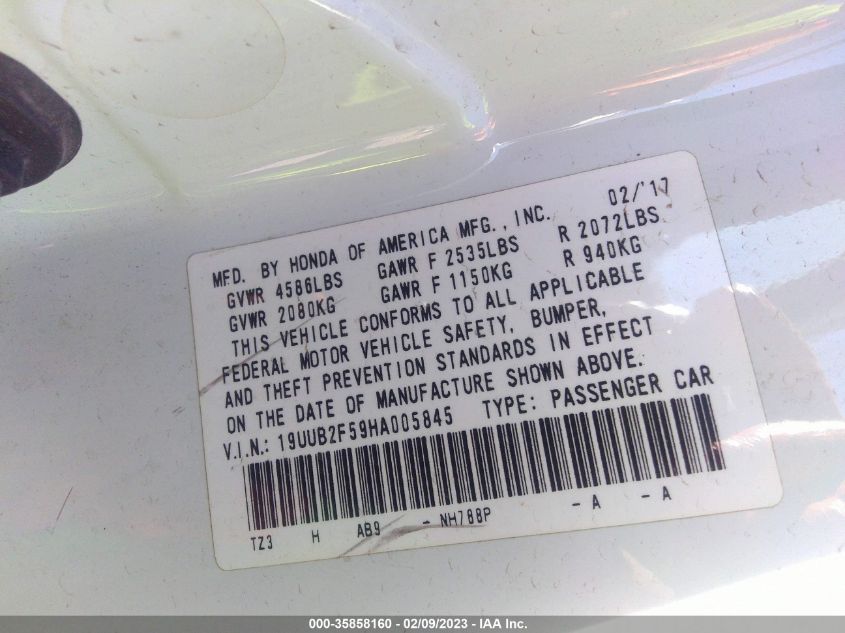 MFD. BY HONDA OF AMERICA MFG., INC. 02/'17
GVWR 4586LBS GAWR F 2535LBS R 2072LBS
GVWR 2080KG GAWR F 1150KG R 940KG
THIS VEHICLE CONFORMS TO ALL APPLICABLE
FEDERAL MOTOR VEHICLE SAFETY, BUMPER,
AND THEFT PREVENTION STANDARDS IN EFFECT
ON THE DATE OF MANUFACTURE SHOWN ABOVE.
V.I.N.: 19UUB2F59HA005845 TYPE: PASSENGER CAR
TZ3 H AB9 - NH788P - A - A
000-35858160 - 02/09/2023 - IAA Inc.